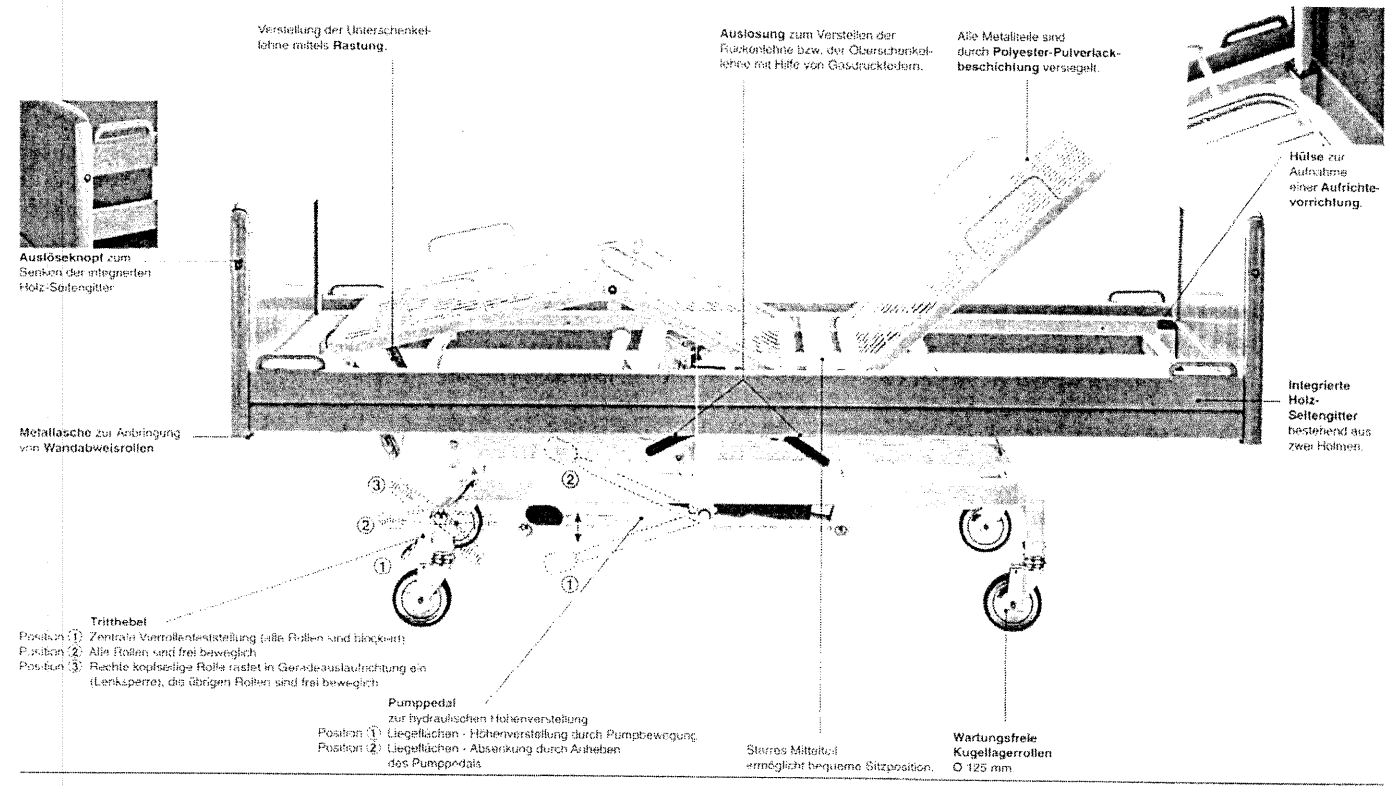 Verstellung der Unterschenkel-
lehne mittels Rastung.
Auslösung zum Verstellen der
Rückenlehne bzw. der Oberschenkel-
lehne mit Hilfe von Gasdruckfedern.
Alle Metallteile sind
durch Polyester-Pulverlack-
beschichtung versiegelt.
Hülse zur
Aufnahme
einer Aufrichte-
vorrichtung.
Auslöseknopf zum
Senken der integrierten
Holz-Seitengitter
Integrierte
Holz-
Seitengitter
bestehend aus
zwei Holmen.
Metallasche zur Anbringung
von Wandabweisrollen
3
2
1
2
1
Tritthebel
Position 1 Zentrale Vierrollenfeststellung (alle Rollen sind blockiert)
Position 2 Alle Rollen sind frei beweglich
Position 3 Rechte kopfseitige Rolle rastet in Geradeauslaufrichtung ein
(Lenksperre), die übrigen Rollen sind frei beweglich
Pumppedal
zur hydraulischen Höhenverstellung
Position 1 Liegeflächen - Höhenverstellung durch Pumpbewegung
Position 2 Liegeflächen - Absenkung durch Anheben
des Pumppedals
Starres Mittelteil
ermöglicht bequeme Sitzposition.
Wartungsfreie
Kugellagerrollen
O 125 mm